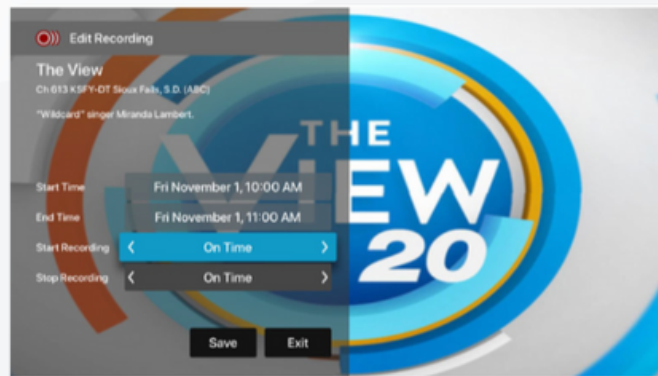 Edit Recording
The View
Ch 613 KSFY-DT Sioux Falls, S.D. (ABC)
"Wildcard" singer Miranda Lambert.
Start Time Fri November 1, 10:00 AM
End Time Fri November 1, 11:00 AM
Start Recording < On Time >
Stop Recording < On Time >
Save Exit
THE
VIEW
20